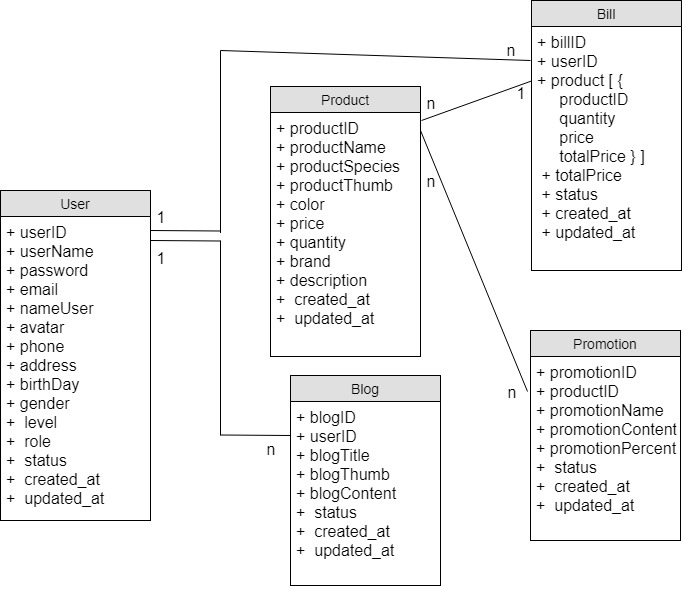 Bill
+ billID
+ userID
+ product [ {
productID
quantity
price
totalPrice } ]
+ totalPrice
+ status
+ created_at
+ updated_at
n
1
Product
+ productID
+ productName
+ productSpecies
+ productThumb
+ color
+ price
+ quantity
+ brand
+ description
+ created_at
+ updated_at
n
n
User
+ userID
+ userName
+ password
+ email
+ nameUser
+ avatar
+ phone
+ address
+ birthDay
+ gender
+ level
+ role
+ status
+ created_at
+ updated_at
1
1
Promotion
+ promotionID
+ productID
+ promotionName
+ promotionContent
+ promotionPercent
+ status
+ created_at
+ updated_at
n
Blog
+ blogID
+ userID
+ blogTitle
+ blogThumb
+ blogContent
+ status
+ created_at
+ updated_at
n